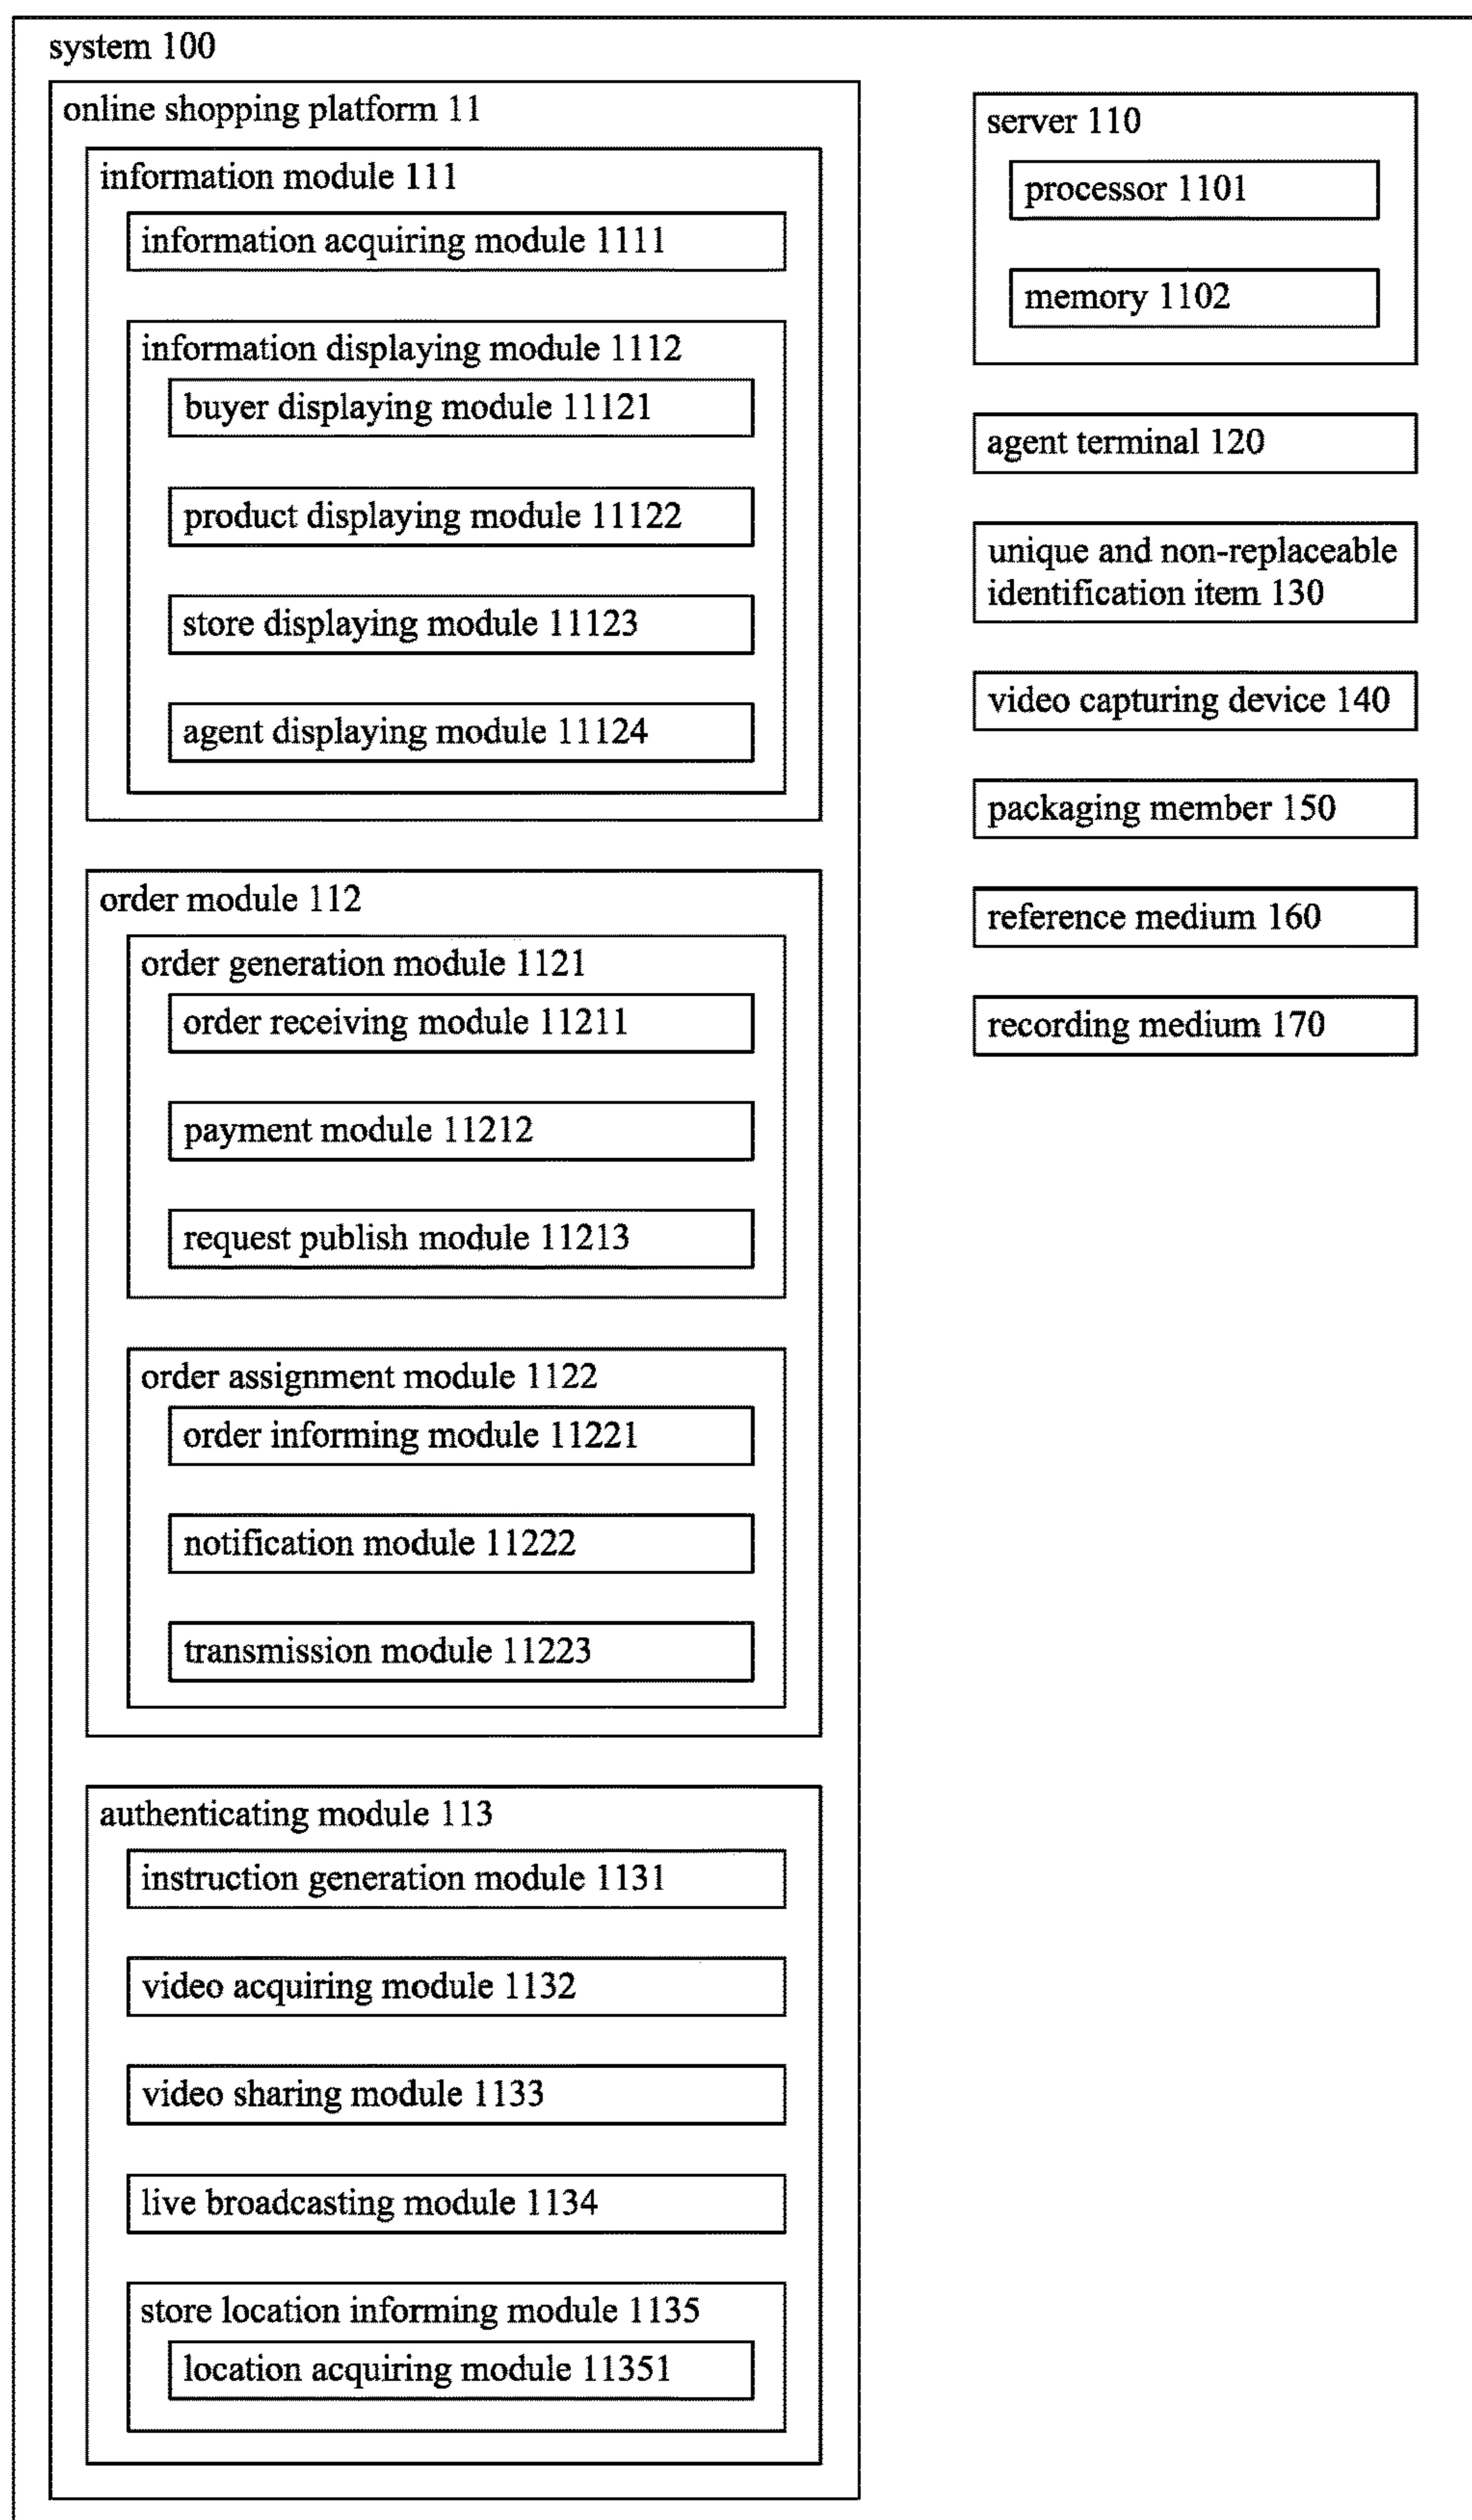 system 100
online shopping platform 11
information module 111
information acquiring module 1111
information displaying module 1112
buyer displaying module 11121
product displaying module 11122
store displaying module 11123
agent displaying module 11124
order module 112
order generation module 1121
order receiving module 11211
payment module 11212
request publish module 11213
order assignment module 1122
order informing module 11221
notification module 11222
transmission module 11223
authenticating module 113
instruction generation module 1131
video acquiring module 1132
video sharing module 1133
live broadcasting module 1134
store location informing module 1135
location acquiring module 11351
server 110
processor 1101
memory 1102
agent terminal 120
unique and non-replaceable
identification item 130
video capturing device 140
packaging member 150
reference medium 160
recording medium 170